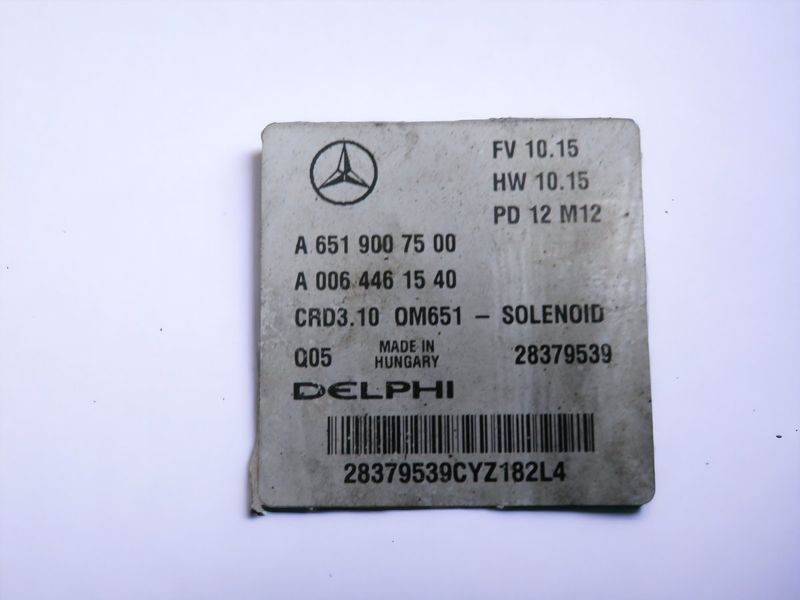 FV 10.15
HW 10.15
PD 12 M12
A 651 900 75 00
A 006 446 15 40
CRD3.10 OM651 - SOLENOID
Q05 MADE IN HUNGARY 28379539
DELPHI
28379539CYZ182L4